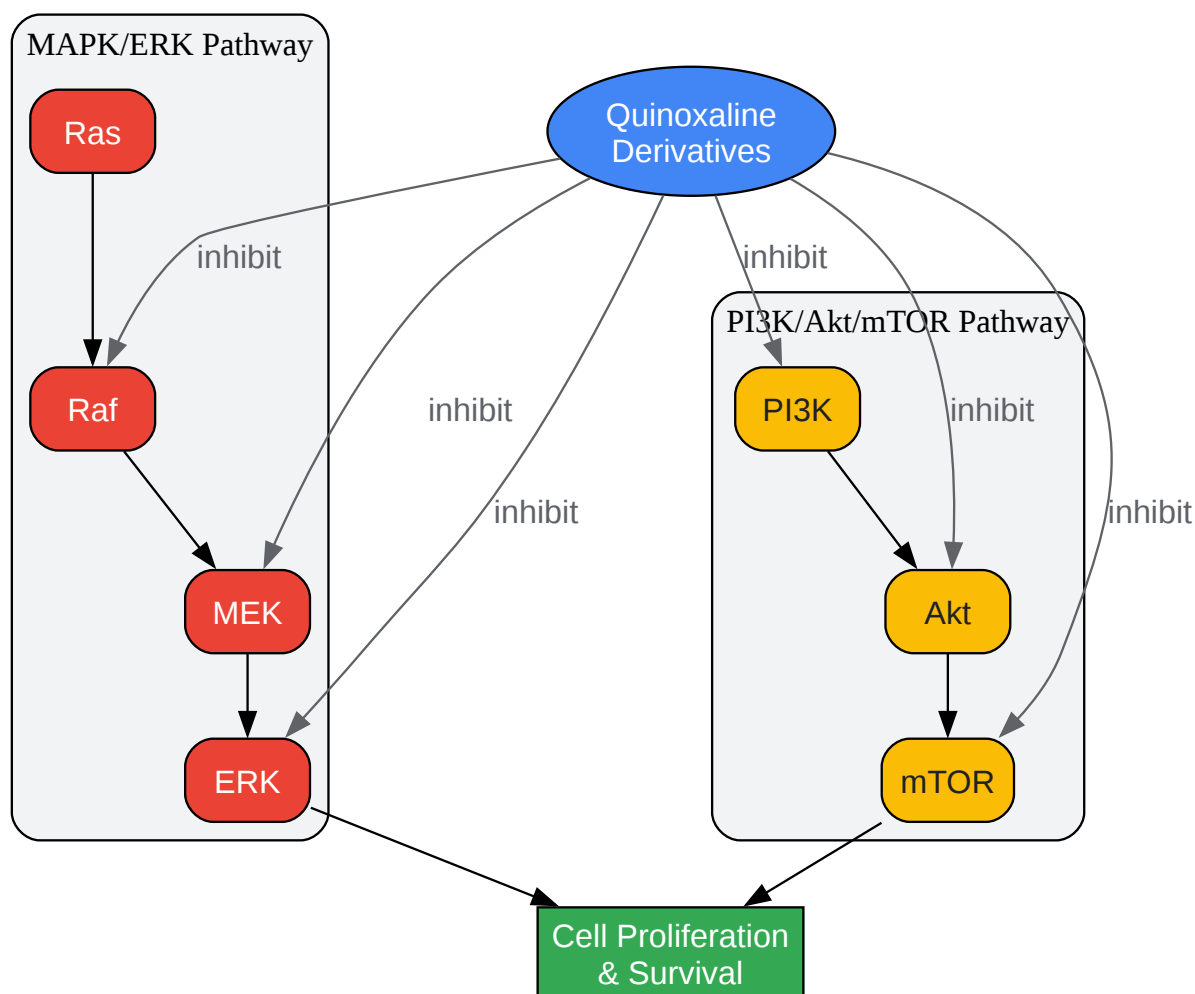 MAPK/ERK Pathway
Ras
Quinoxaline
Derivatives
inhibit
inhibit
PI3K/Akt/mTOR Pathway
Raf
inhibit
PI3K
inhibit
inhibit
inhibit
MEK
Akt
ERK
mTOR
Cell Proliferation
& Survival